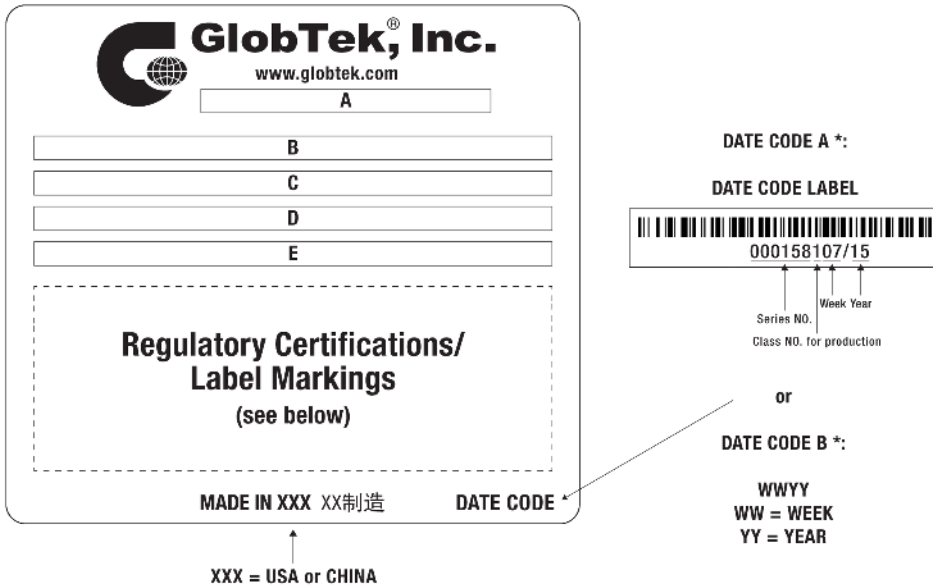 GlobTek®, Inc.
www.globtek.com
A
B
C
D
E
Regulatory Certifications/
Label Markings
(see below)
MADE IN XXX XX制造
DATE CODE
XXX = USA or CHINA
DATE CODE A *:
DATE CODE LABEL
000158107/15
Week Year
Series NO.
Class NO. for production
or
DATE CODE B *:
WWYY
WW = WEEK
YY = YEAR